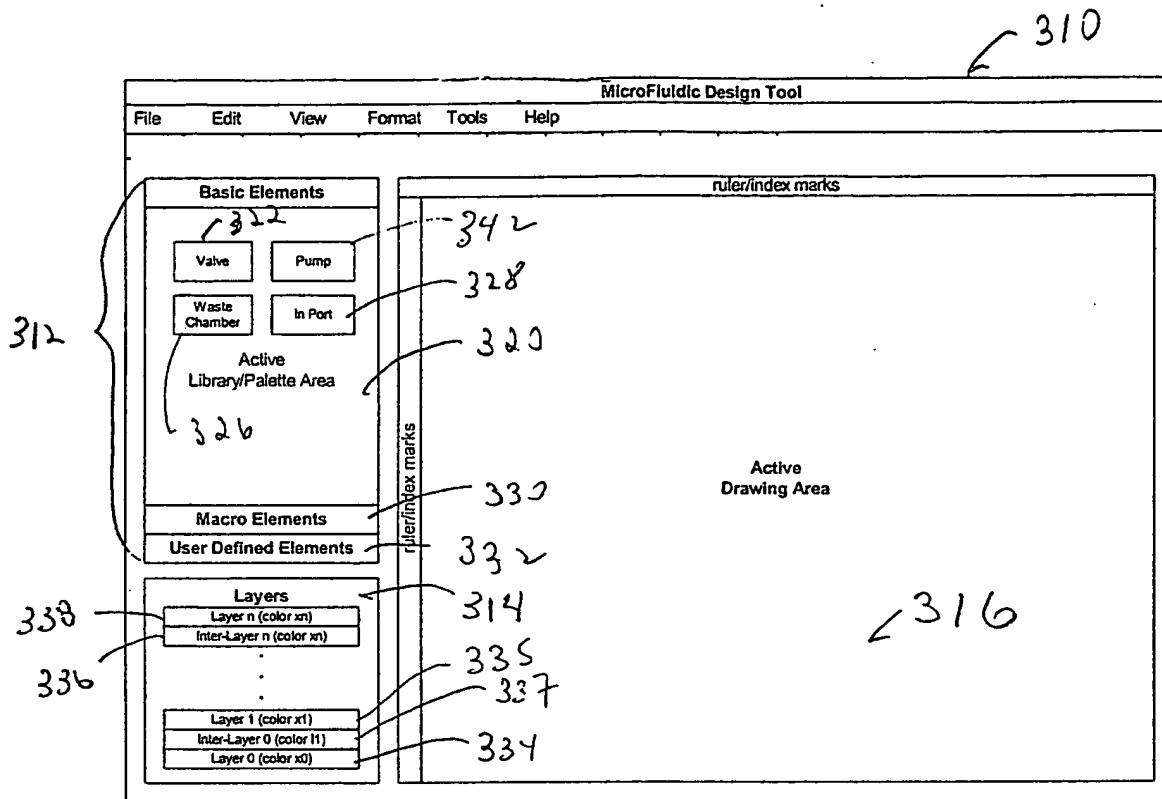 310
MicroFluidic Design Tool
File Edit View Format Tools Help
Basic Elements
ruler/index marks
322
342
Valve
Pump
328
Waste
Chamber
In Port
312
320
Active
Library/Palette Area
326
ruler/index marks
Active
Drawing Area
330
Macro Elements
User Defined Elements
332
Layers
314
338
Layer n (color xn)
316
Inter-Layer n (color xn)
336
335
337
Layer 1 (color x1)
Inter-Layer 0 (color I1)
334
Layer 0 (color x0)